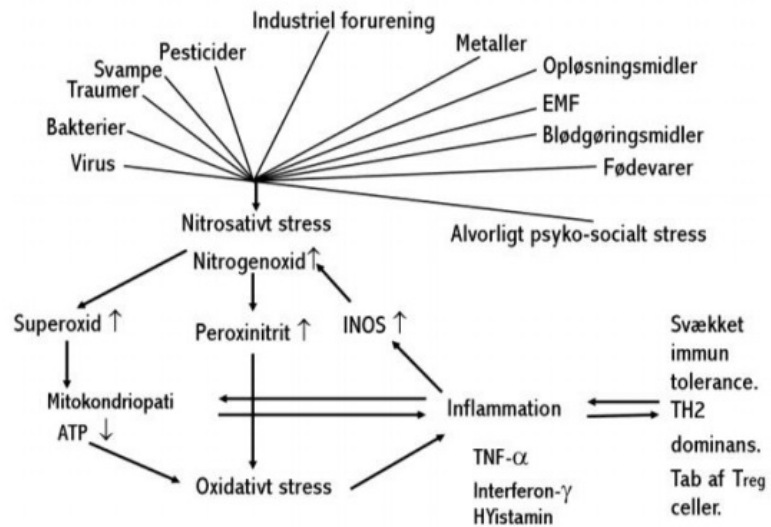 Industriel forurening
Pesticider
Metaller
Svampe
Opløsningsmidler
Traumer
EMF
Bakterier
Blødgøringsmidler
Virus
Fødevarer
Nitrosativt stress
Alvorligt psyko-socialt stress
Nitrogenoxid ↑
Superoxid ↑
Peroxinitrit ↑
INOS ↑
Svækket
immun
tolerance.
TH2
dominans.
Tab af Treg
celler.
Mitokondriopati
ATP ↓
Inflammation
TNF-α
Interferon-γ
HYistamin
Oxidativt stress